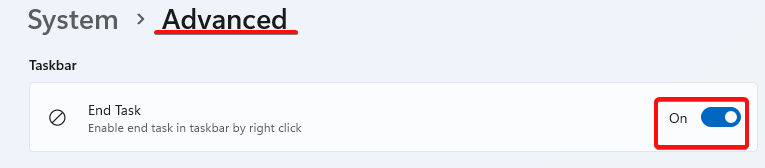 System > Advanced
Taskbar
End Task
Enable end task in taskbar by right click
On